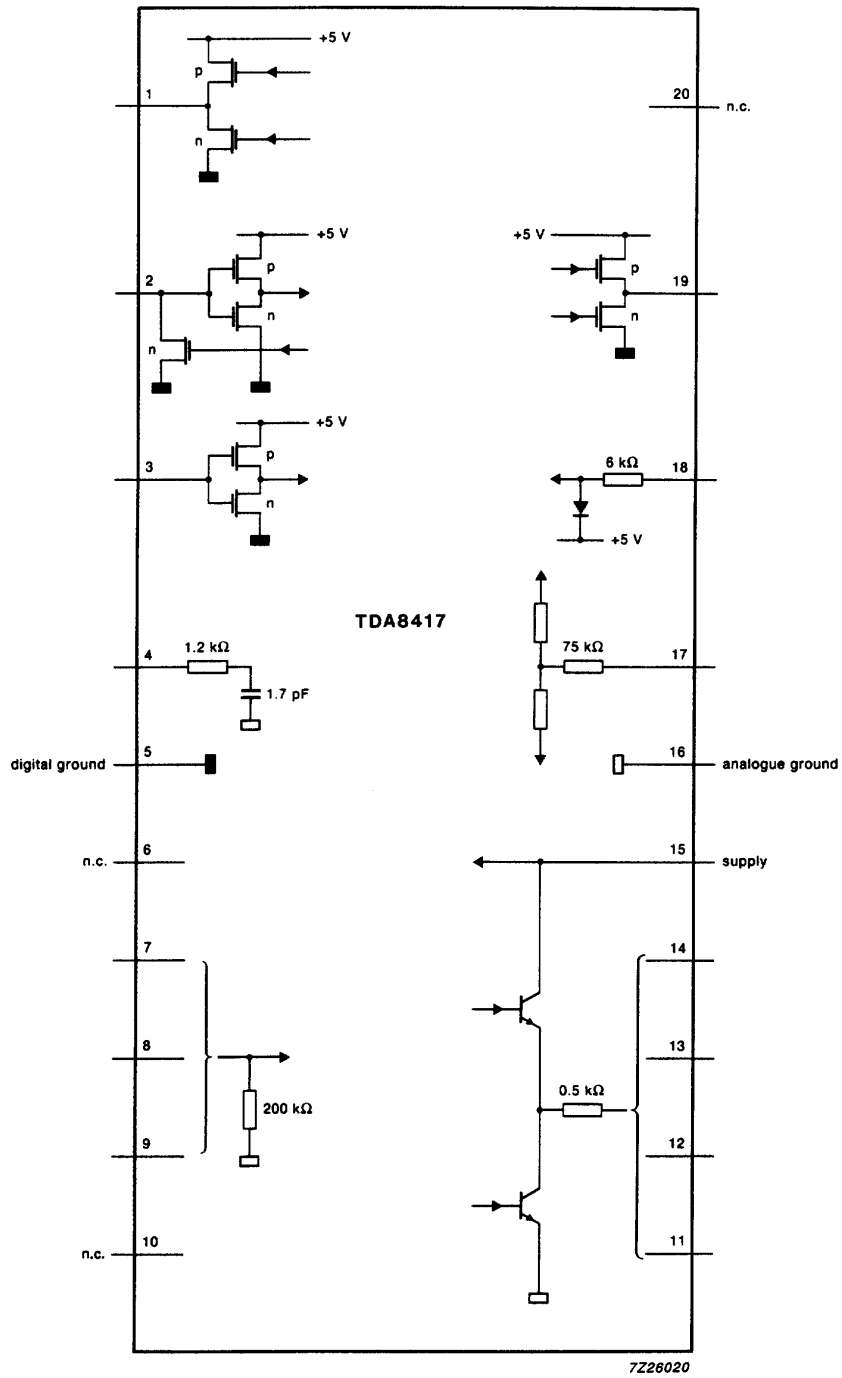 +5 V
p
1
20
n.c.
n
+5 V
+5 V
p
p
2
19
n
n
n
+5 V
p
3
6 kΩ
18
n
+5 V
TDA8417
4
1.2 kΩ
75 kΩ
17
1.7 pF
digital ground
5
16
analogue ground
n.c.
6
15
supply
7
14
8
13
200 kΩ
0.5 kΩ
9
12
n.c.
10
11
7Z26020